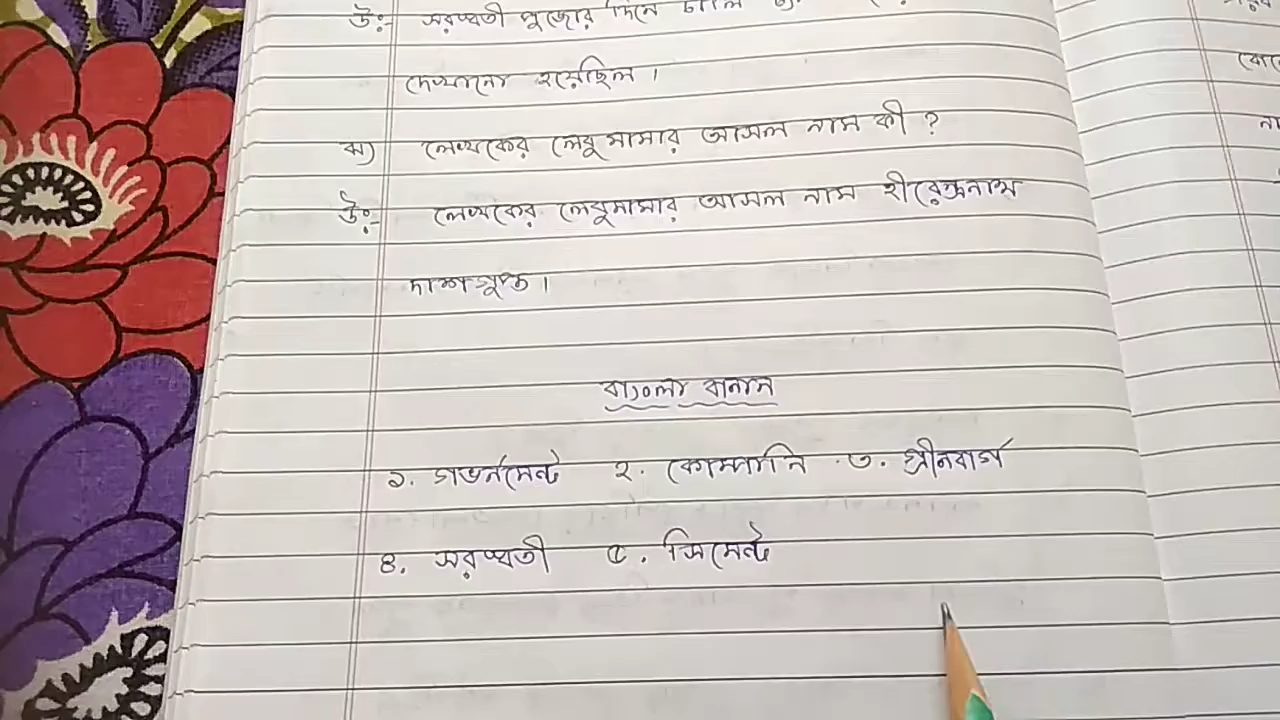 উঃ- সরস্বতী পুজোর দিনে
দেখানো হয়েছিল ।
ঝ) লেখকের লেবুমামার আসল নাম কী ?
উঃ- লেখকের লেবুমামার আসল নাম হীরেন্দ্রনাথ
দাশগুপ্ত ।
বাংলা বানান
১. গভর্নমেন্ট ২. কোম্পানি ৩. গ্রীনবার্গ
৪. সরস্বতী ৫. সিমেন্ট